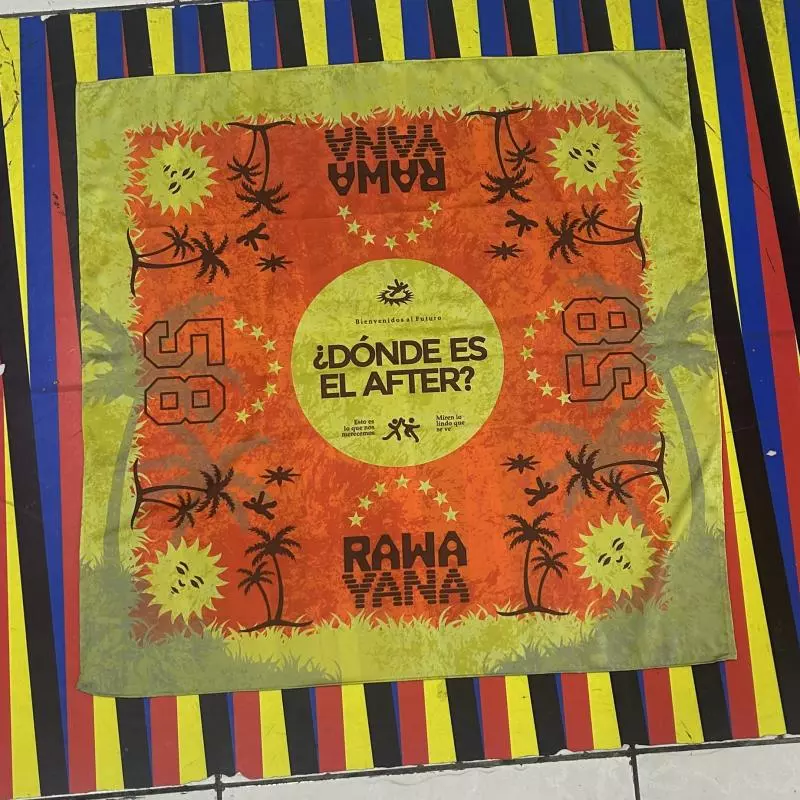 RAWA
YANA
58
58
Bienvenidos al Futuro
¿DÓNDE ES
EL AFTER?
Esto es
lo que nos
merecemos
Miren lo
lindo que
se ve
RAWA
YANA